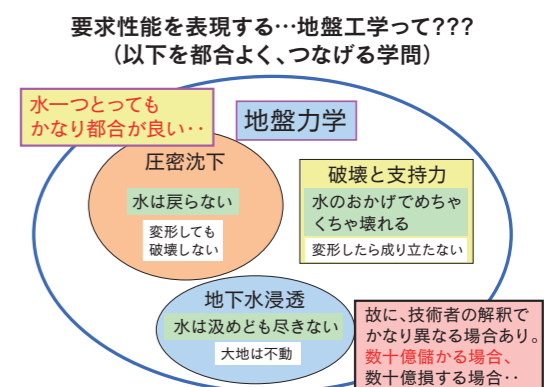 要求性能を表現する…地盤工学って???
(以下を都合よく、つなげる学問)
水一つとっても
かなり都合が良い‥
地盤力学
圧密沈下
水は戻らない
変形しても
破壊しない
破壊と支持力
水のおかげでめちゃ
くちゃ壊れる
変形したら成り立たない
地下水浸透
水は汲めども尽きない
大地は不動
故に、技術者の解釈で
かなり異なる場合あり。
数十億儲かる場合、
数十億損する場合‥